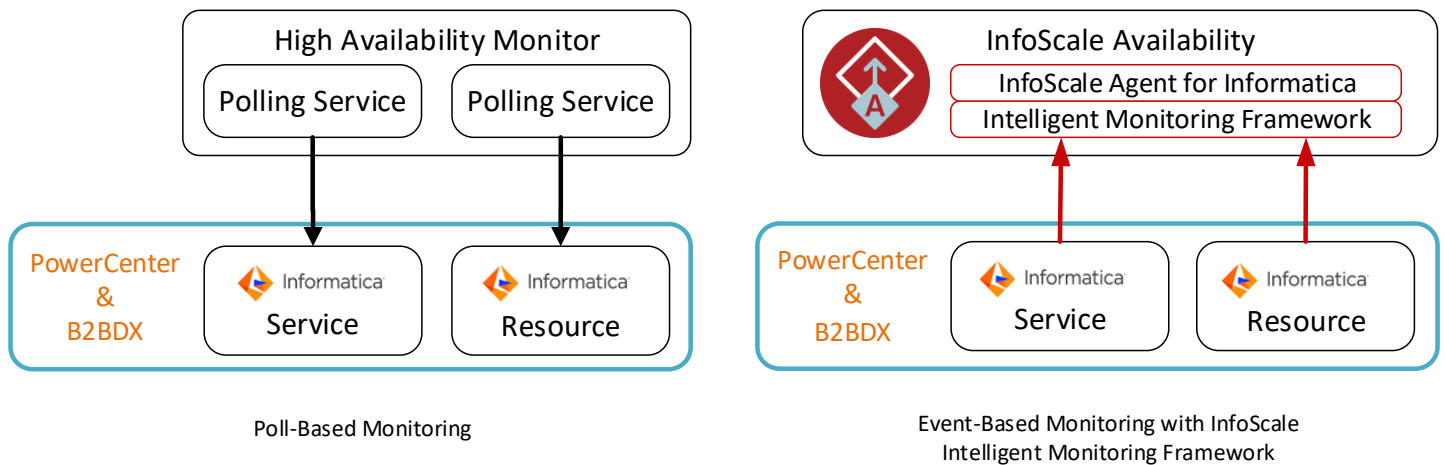 High Availability Monitor
Polling Service
Polling Service
PowerCenter
&
B2BDX
Informatica
Service
Informatica
Resource
Poll-Based Monitoring
InfoScale Availability
A
InfoScale Agent for Informatica
Intelligent Monitoring Framework
PowerCenter
&
B2BDX
Informatica
Service
Informatica
Resource
Event-Based Monitoring with InfoScale
Intelligent Monitoring Framework